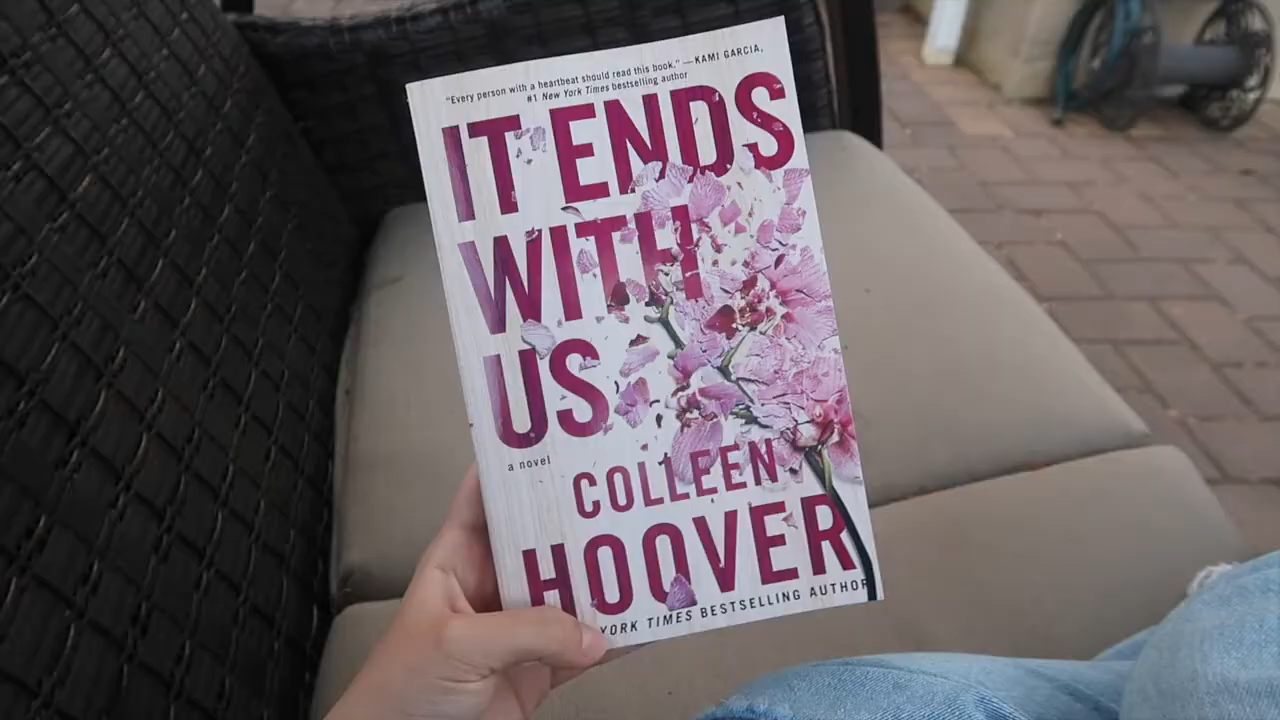 "Every person with a heartbeat should read this book." —KAMI GARCIA,
#1 New York Times bestselling author
IT ENDS
WITH
US
a novel
COLLEEN
HOOVER
YORK TIMES BESTSELLING AUTHOR